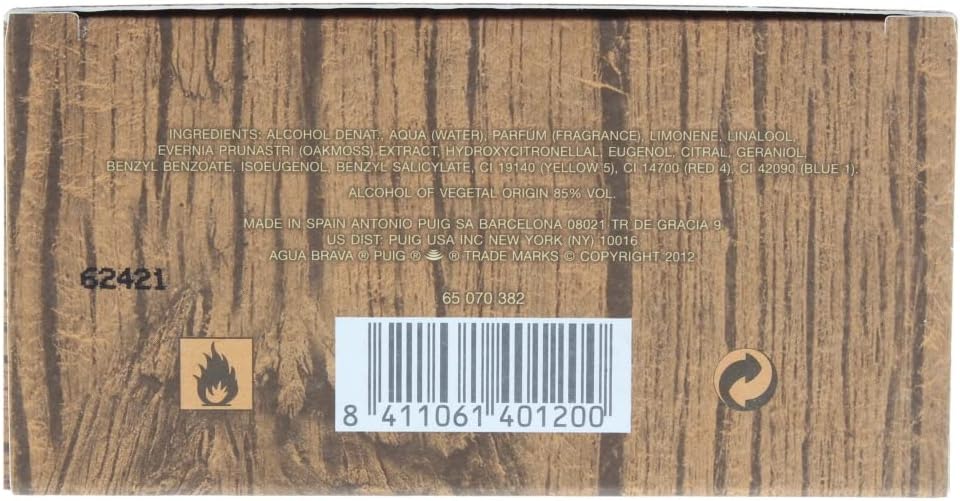 INGREDIENTS: ALCOHOL DENAT., AQUA (WATER), PARFUM (FRAGRANCE), LIMONENE, LINALOOL,
EVERNIA PRUNASTRI (OAKMOSS) EXTRACT, HYDROXYCITRONELLAL, EUGENOL, CITRAL, GERANIOL,
BENZYL BENZOATE, ISOEUGENOL, BENZYL SALICYLATE, CI 19140 (YELLOW 5), CI 14700 (RED 4), CI 42090 (BLUE 1).
ALCOHOL OF VEGETAL ORIGIN 85% VOL.
MADE IN SPAIN ANTONIO PUIG SA BARCELONA 08021 TR DE GRACIA 9
US DIST: PUIG USA INC NEW YORK (NY) 10016
AGUA BRAVA ® PUIG ® ® TRADE MARKS © COPYRIGHT 2012
62421
65 070 382
8 411061 401200